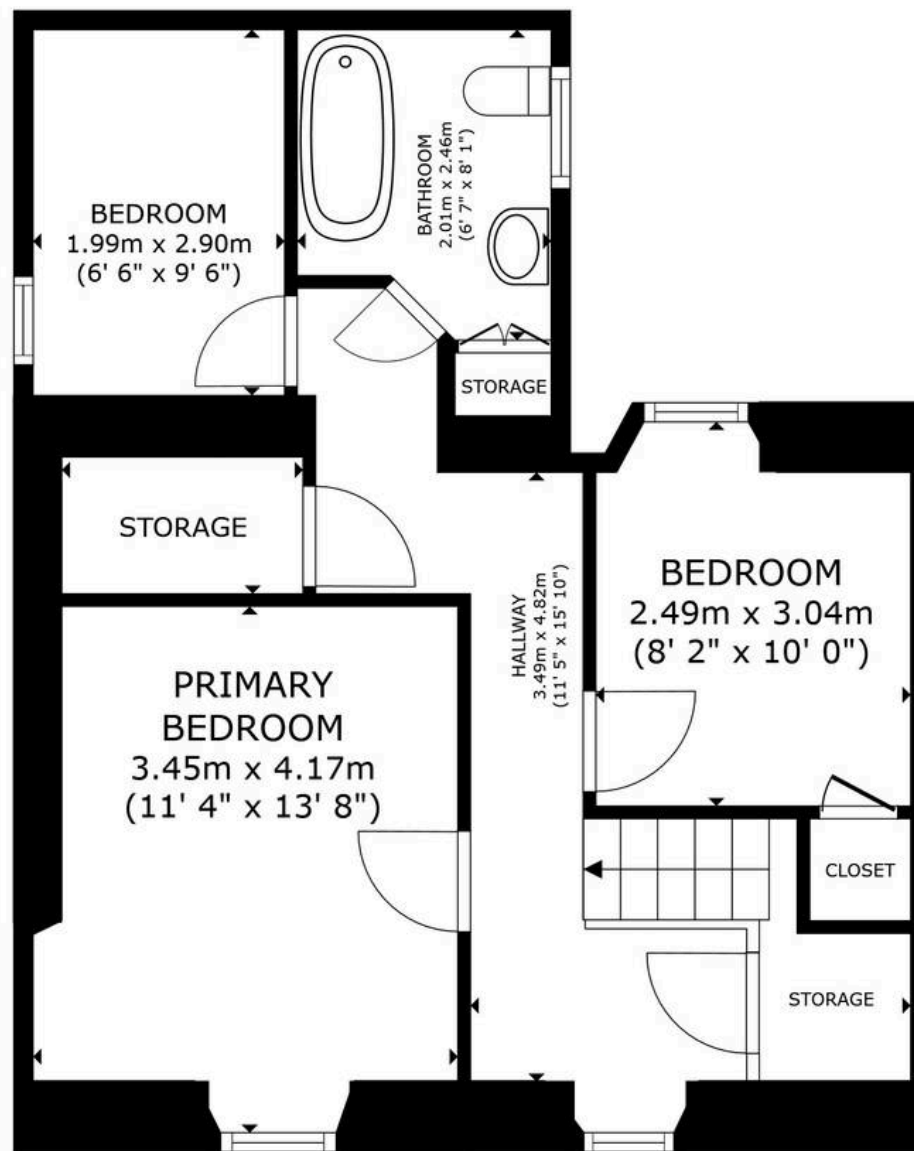 BEDROOM
1.99m x 2.90m
(6' 6" x 9' 6")
BATHROOM
2.01m x 2.46m
(6' 7" x 8' 1")
STORAGE
STORAGE
HALLWAY
3.49m x 4.82m
(11' 5" x 15' 10")
BEDROOM
2.49m x 3.04m
(8' 2" x 10' 0")
PRIMARY
BEDROOM
3.45m x 4.17m
(11' 4" x 13' 8")
CLOSET
STORAGE